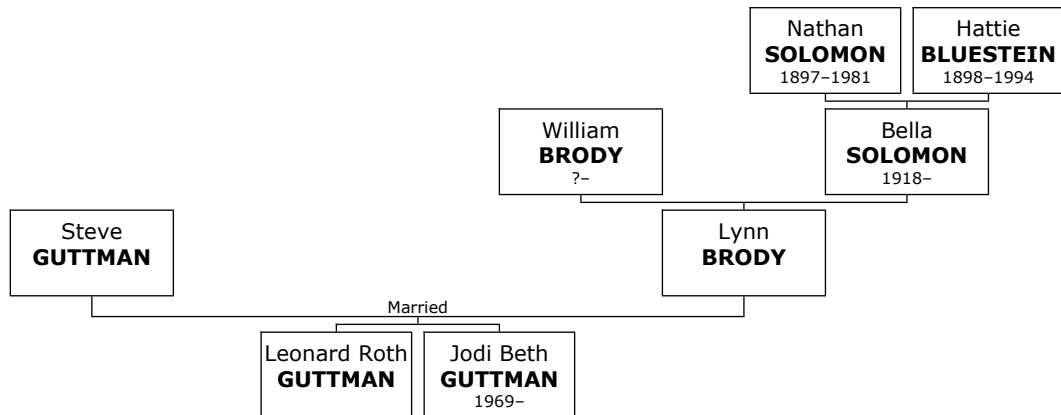 Nathan
SOLOMON
1897–1981
Hattie
BLUESTEIN
1898–1994
William
BRODY
?–
Bella
SOLOMON
1918–
Steve
GUTTMAN
Lynn
BRODY
Married
Leonard Roth
GUTTMAN
Jodi Beth
GUTTMAN
1969–